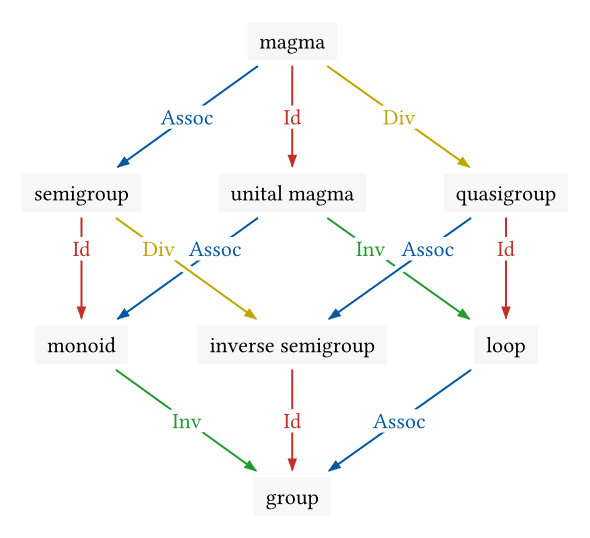 magma
Assoc Id Div
semigroup unital magma quasigroup
Id Div Assoc Inv Assoc Id
monoid inverse semigroup loop
Inv Id Assoc
group